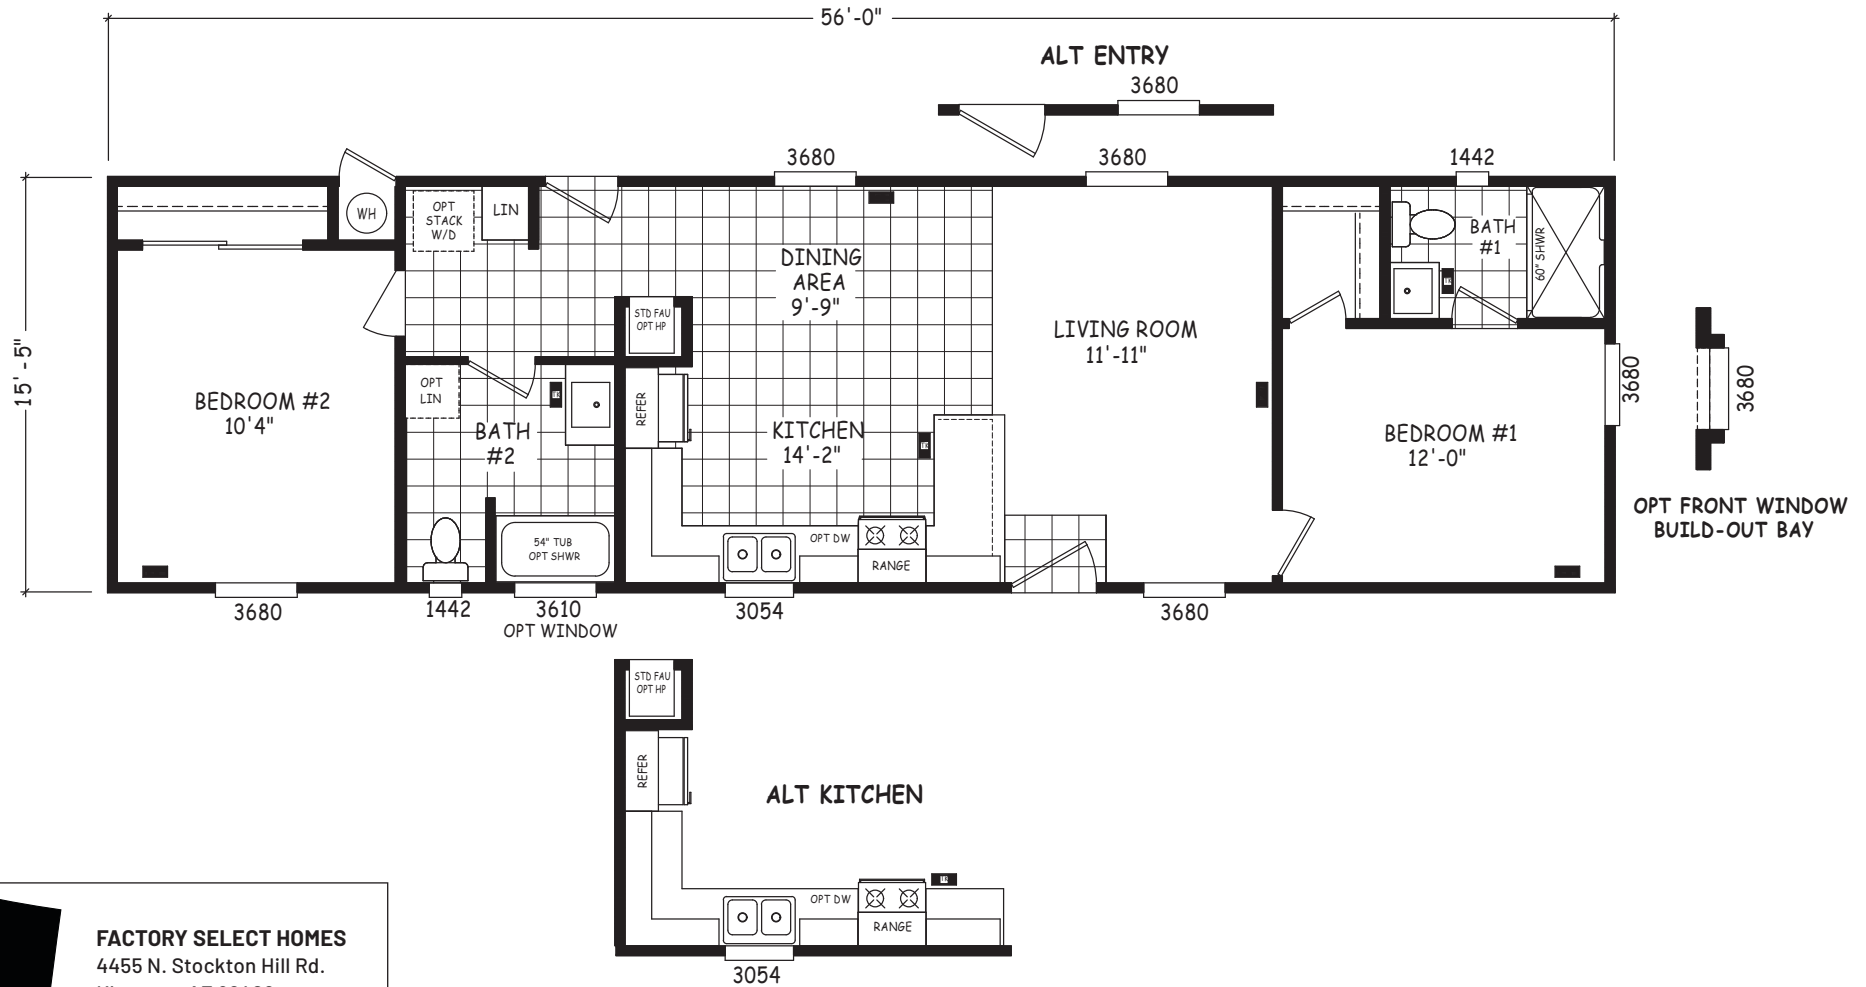 56'-0"
ALT ENTRY
3680
3680
3680
1442
15'-5"
WH
OPT
STACK
W/D
LIN
DINING
AREA
9'-9"
STD FAU
OPT HP
LIVING ROOM
11'-11"
BATH
#1
60" SHWR
BEDROOM #2
10'4"
OPT
LIN
BATH
#2
REFER
KITCHEN
14'-2"
BEDROOM #1
12'-0"
3680
3680
OPT FRONT WINDOW
BUILD-OUT BAY
54" TUB
OPT SHWR
OPT DW
RANGE
3680
1442
3610
OPT WINDOW
3054
3680
STD FAU
OPT HP
REFER
ALT KITCHEN
OPT DW
RANGE
3054
FACTORY SELECT HOMES
4455 N. Stockton Hill Rd.